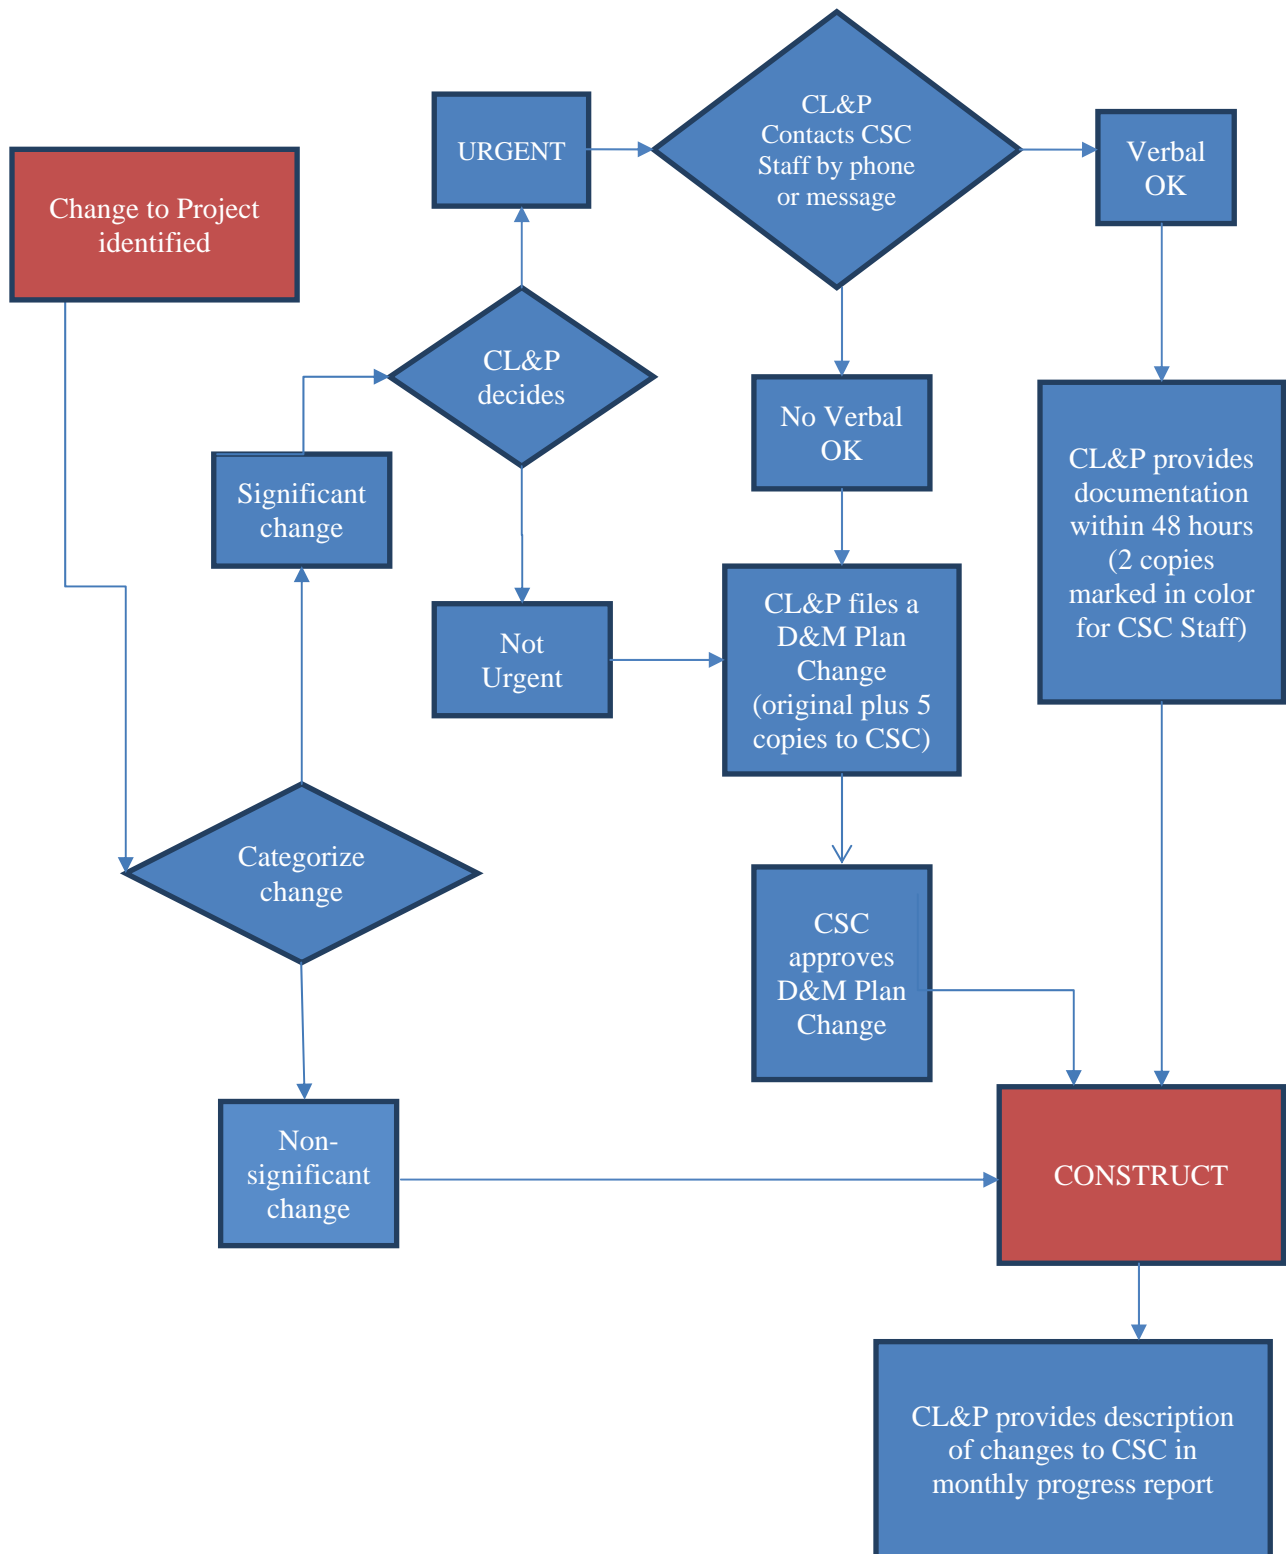 Change to Project
identified
URGENT
CL&P
Contacts CSC
Staff by phone
or message
Verbal
OK
CL&P
decides
No Verbal
OK
CL&P provides
documentation
within 48 hours
(2 copies
marked in color
for CSC Staff)
Significant
change
Not
Urgent
CL&P files a
D&M Plan
Change
(original plus 5
copies to CSC)
Categorize
change
CSC
approves
D&M Plan
Change
Non-
significant
change
CONSTRUCT
CL&P provides description
of changes to CSC in
monthly progress report